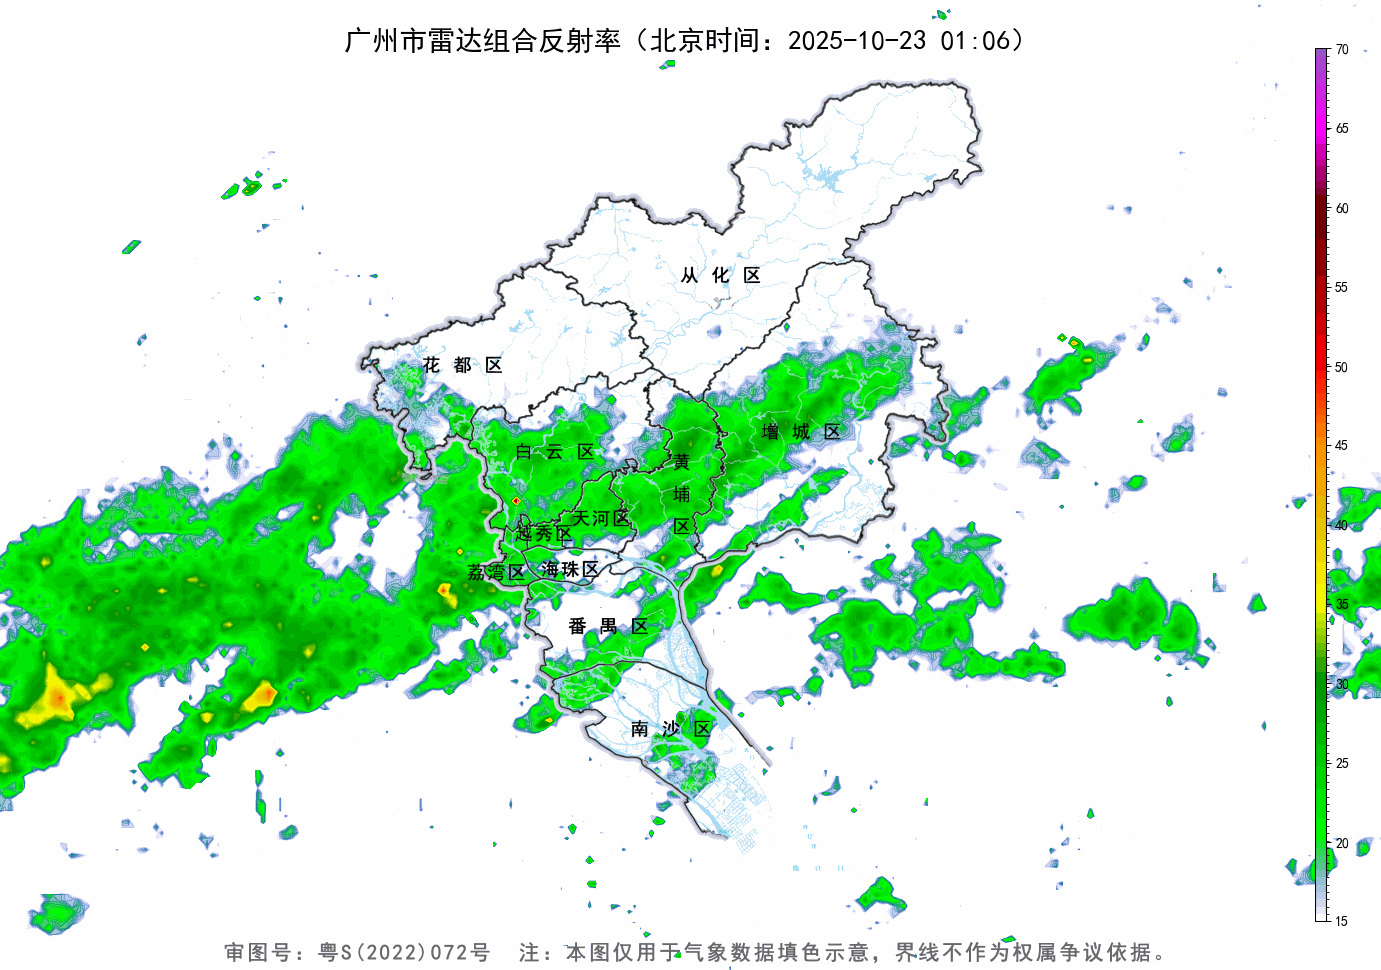 广州市雷达组合反射率（北京时间：2025-10-23 01:06）
70
65
60
55
50
45
40
35
30
25
20
15
从 化 区
花 都 区
增 城 区
白 云 区
黄
埔
区
天河区
越秀区
荔湾区
海珠区
番 禺 区
南 沙 区
审图号：粤S(2022)072号 注：本图仅用于气象数据填色示意，界线不作为权属争议依据。